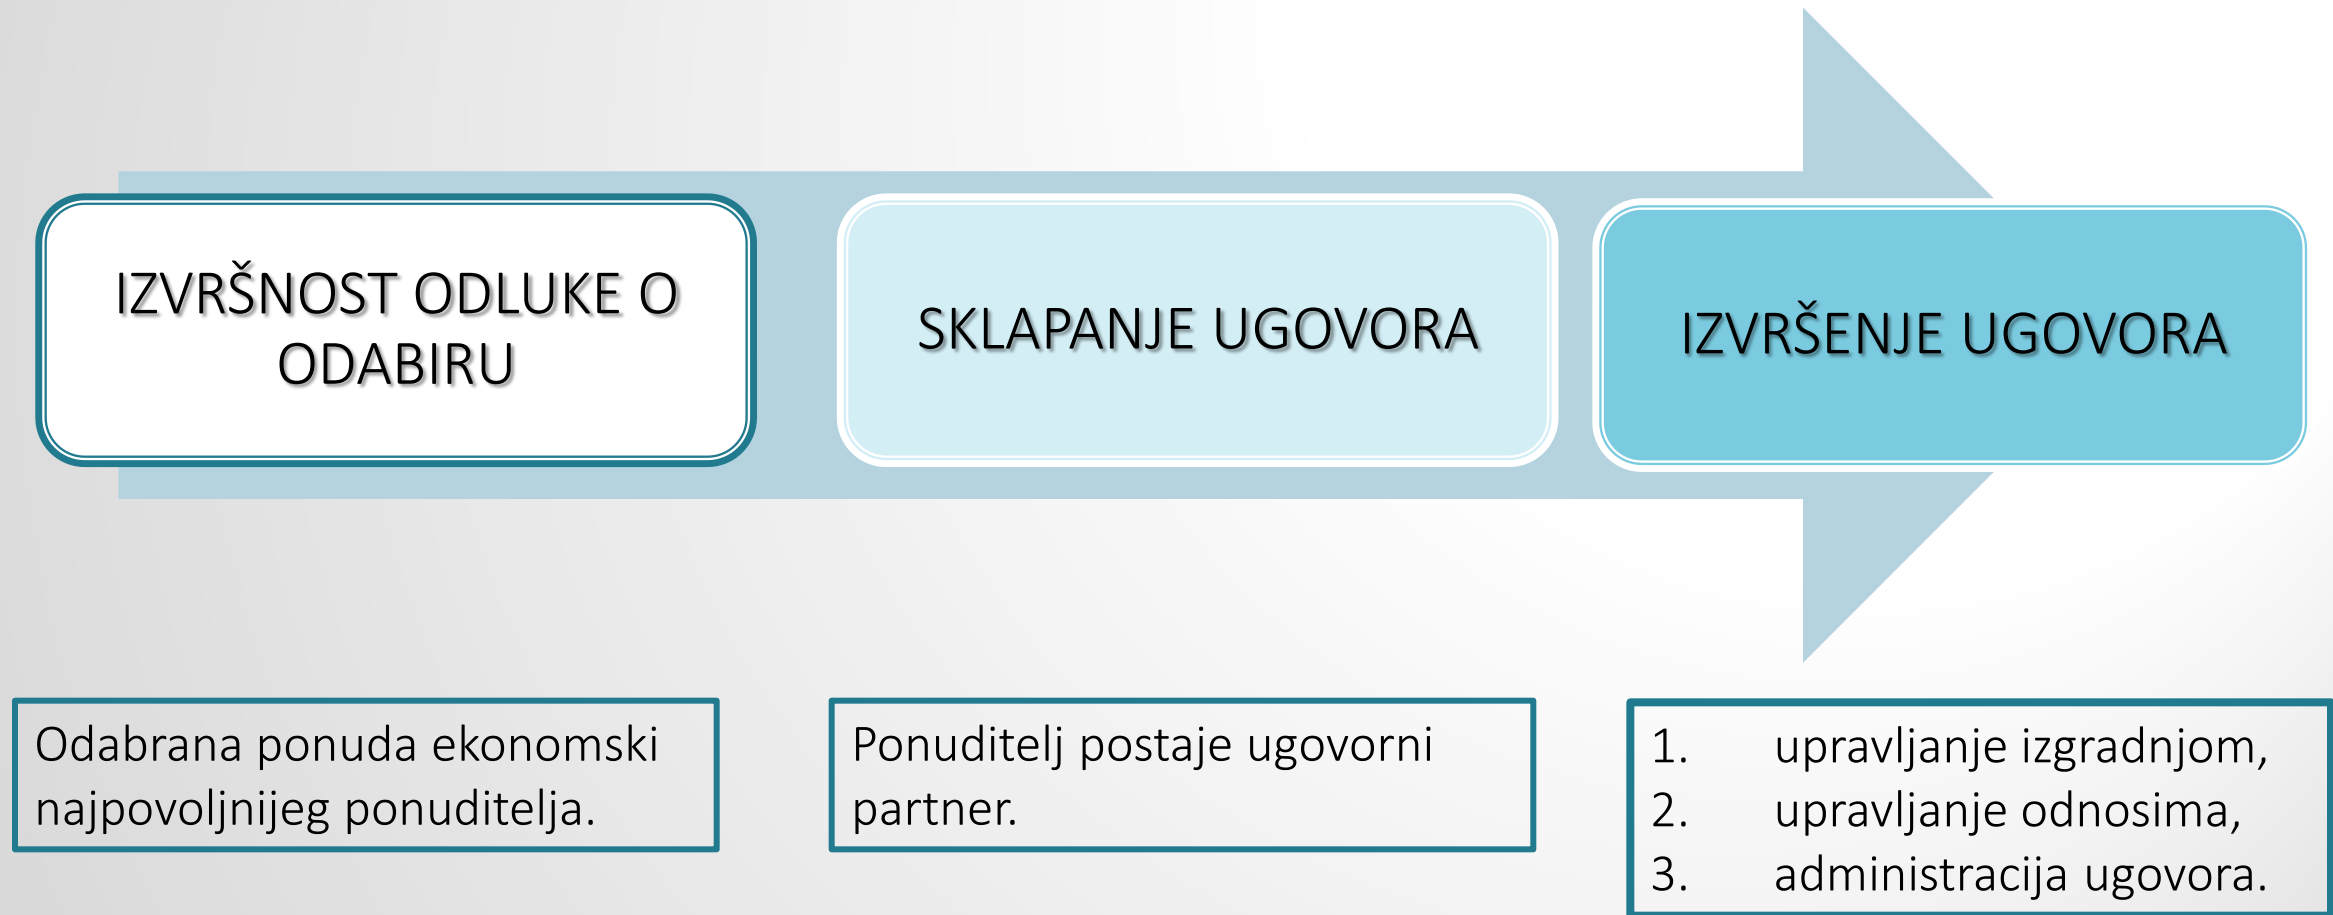 IZVRŠNOST ODLUKE O
ODABIRU
SKLAPANJE UGOVORA
IZVRŠENJE UGOVORA
Odabrana ponuda ekonomski
najpovoljnijeg ponuditelja.
Ponuditelj postaje ugovorni
partner.
1. upravljanje izgradnjom,
2. upravljanje odnosima,
3. administracija ugovora.